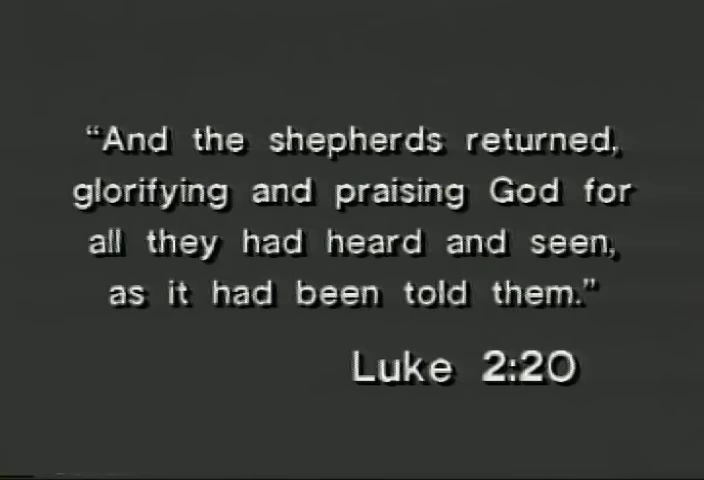 “And the shepherds returned,
glorifying and praising God for
all they had heard and seen,
as it had been told them.”
Luke 2:20